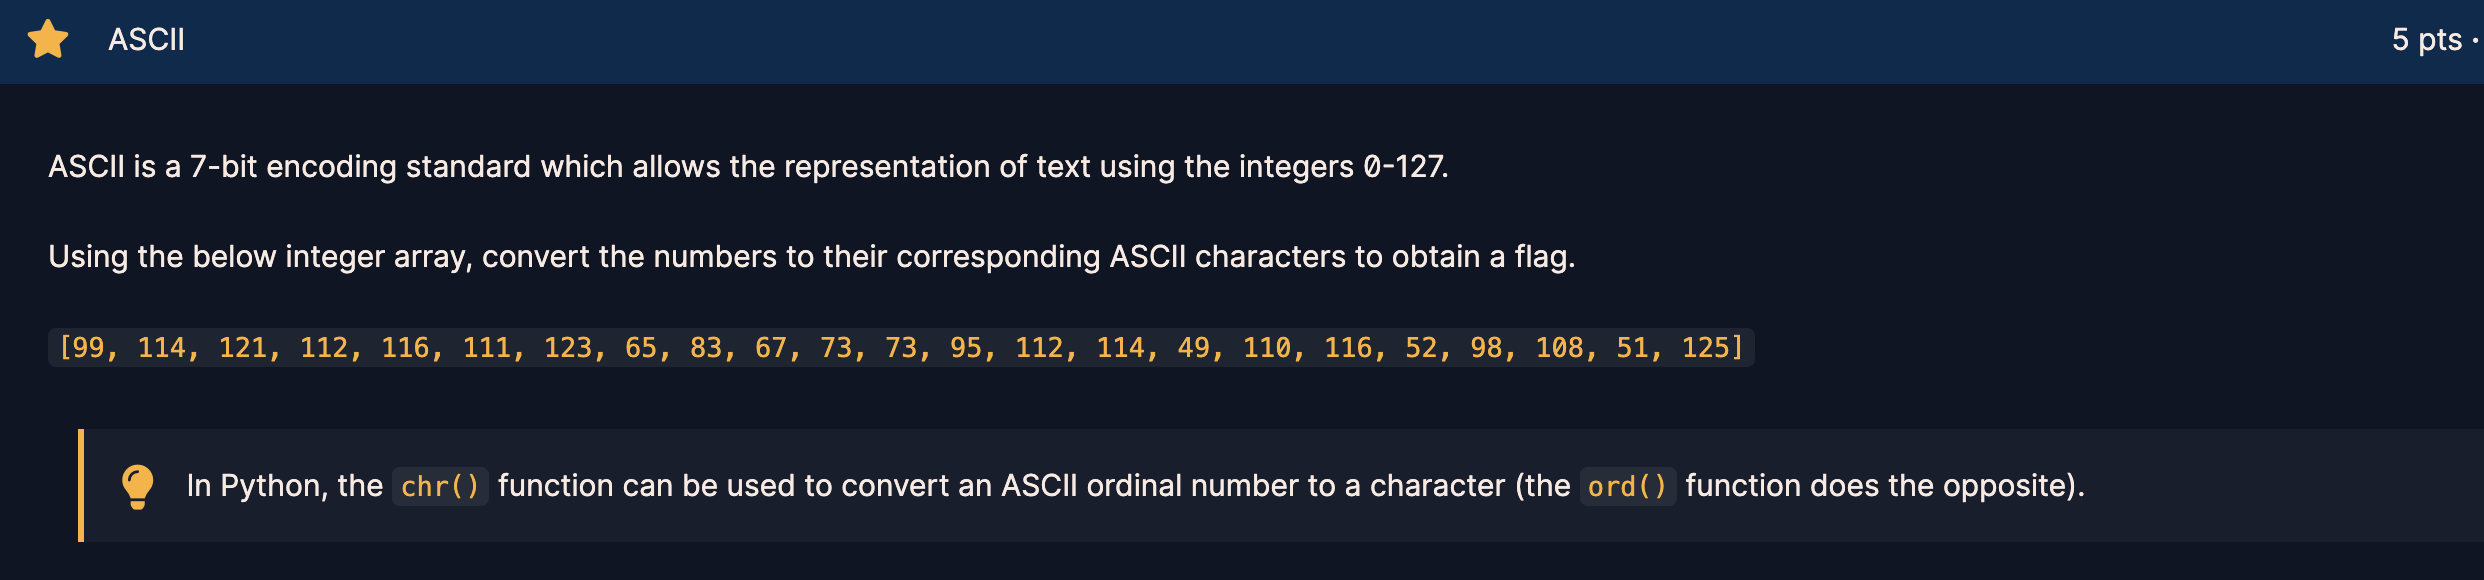 ASCII
5 pts ·
ASCII is a 7-bit encoding standard which allows the representation of text using the integers 0-127.
Using the below integer array, convert the numbers to their corresponding ASCII characters to obtain a flag.
[99, 114, 121, 112, 116, 111, 123, 65, 83, 67, 73, 73, 95, 112, 114, 49, 110, 116, 52, 98, 108, 51, 125]
In Python, the chr() function can be used to convert an ASCII ordinal number to a character (the ord() function does the opposite).